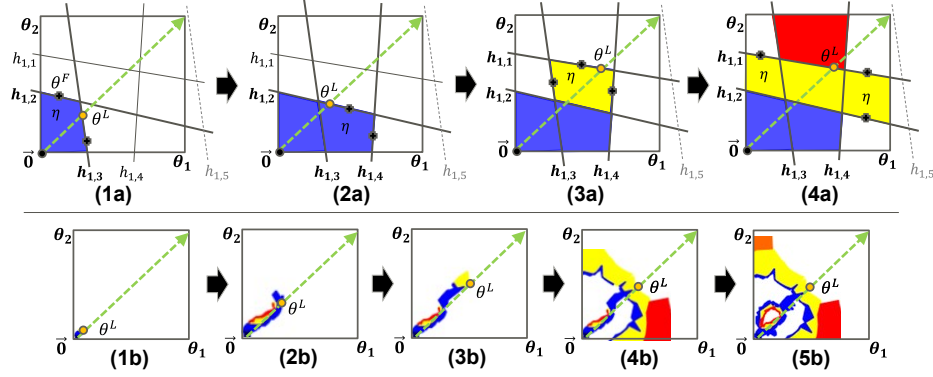 θ₂
h₁,₁
θᶠ
h₁,₂
η
θᴸ
0⃗
θ₁
h₁,₃
h₁,₄
h₁,₅
(1a)
θ₂
h₁,₂
θᴸ
η
0⃗
θ₁
h₁,₃
h₁,₄
(2a)
θ₂
h₁,₁
θᴸ
η
h₁,₂
0⃗
θ₁
h₁,₃
h₁,₄
h₁,₅
(3a)
θ₂
θᴸ
h₁,₁
η
η
h₁,₂
0⃗
θ₁
h₁,₃
h₁,₄
h₁,₅
(4a)
θ₂
θᴸ
0⃗
θ₁
(1b)
θ₂
θᴸ
0⃗
θ₁
(2b)
θ₂
θᴸ
0⃗
θ₁
(3b)
θ₂
θᴸ
0⃗
θ₁
(4b)
θ₂
θᴸ
0⃗
θ₁
(5b)